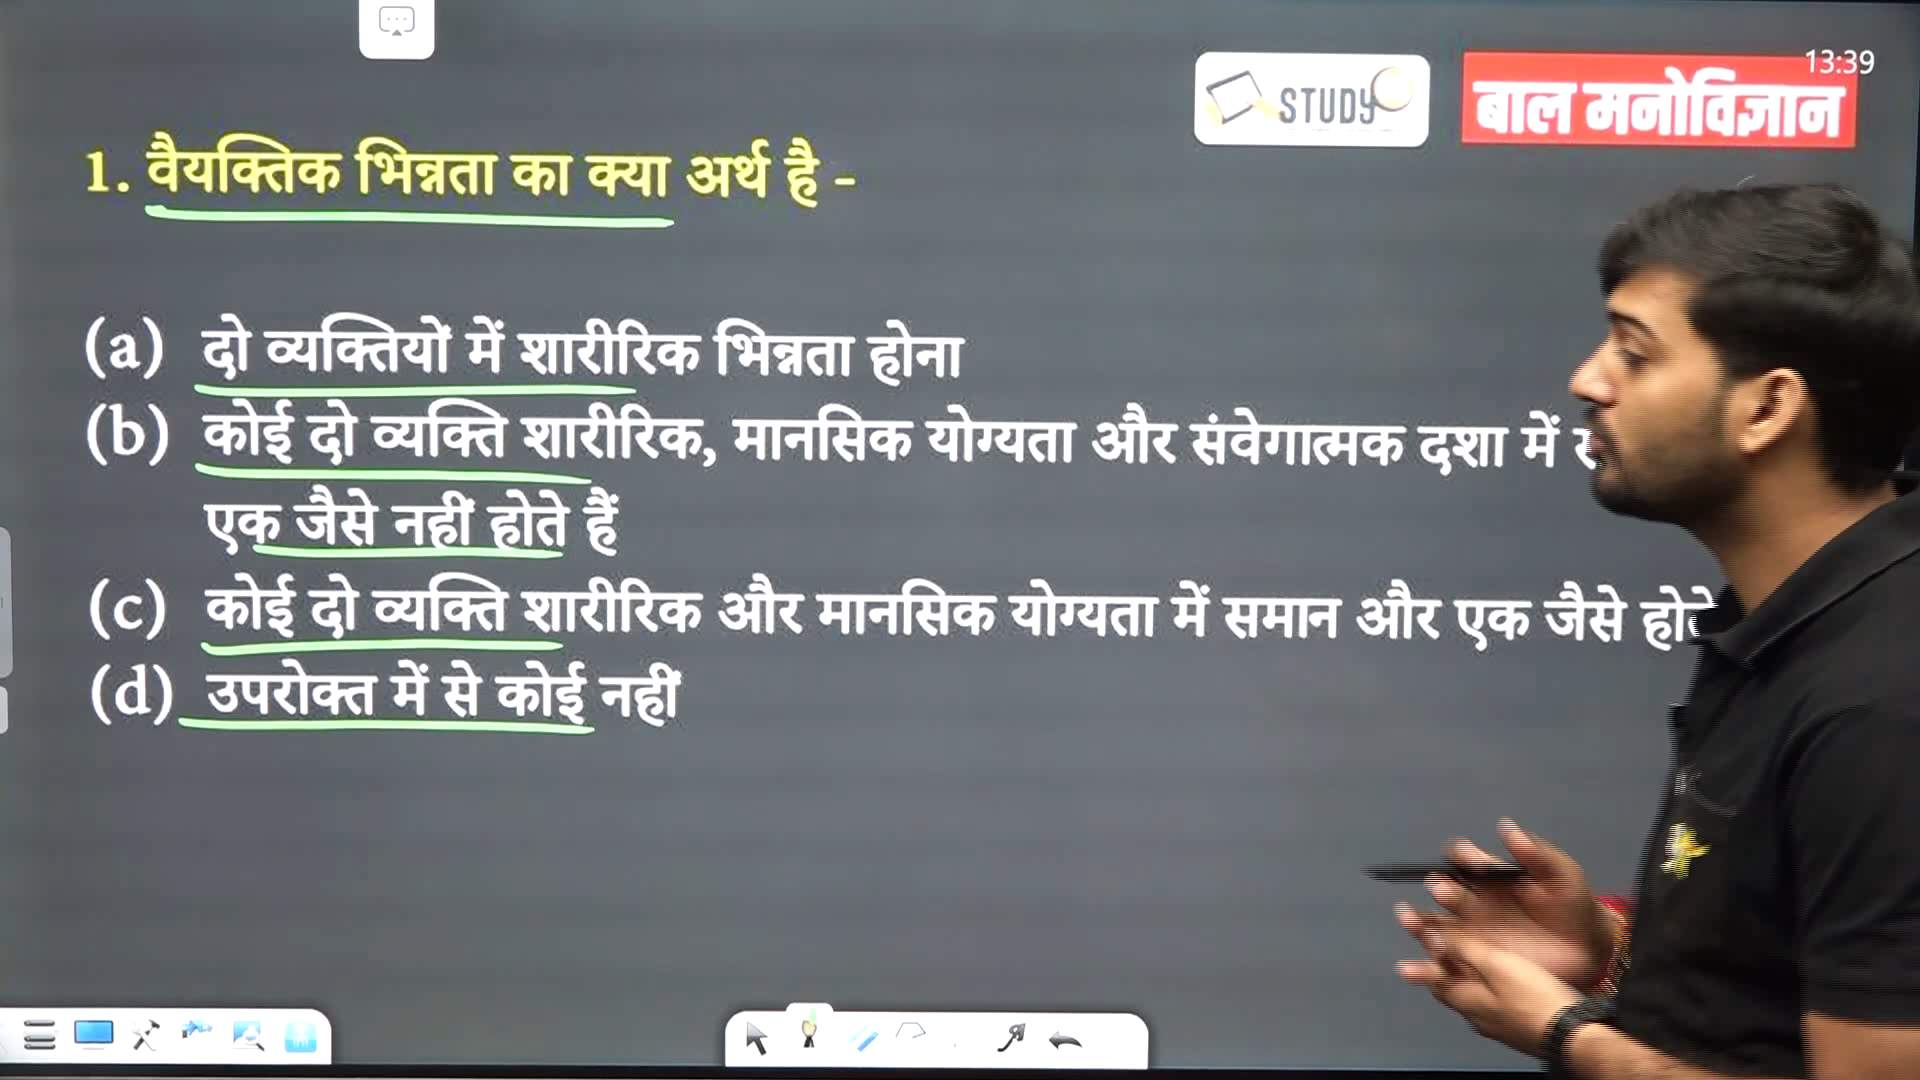 13:39
STUDY
बाल मनोविज्ञान
1. वैयक्तिक भिन्नता का क्या अर्थ है -
(a) दो व्यक्तियों में शारीरिक भिन्नता होना
(b) कोई दो व्यक्ति शारीरिक, मानसिक योग्यता और संवेगात्मक दशा में
एक जैसे नहीं होते हैं
(c) कोई दो व्यक्ति शारीरिक और मानसिक योग्यता में समान और एक जैसे
(d) उपरोक्त में से कोई नहीं